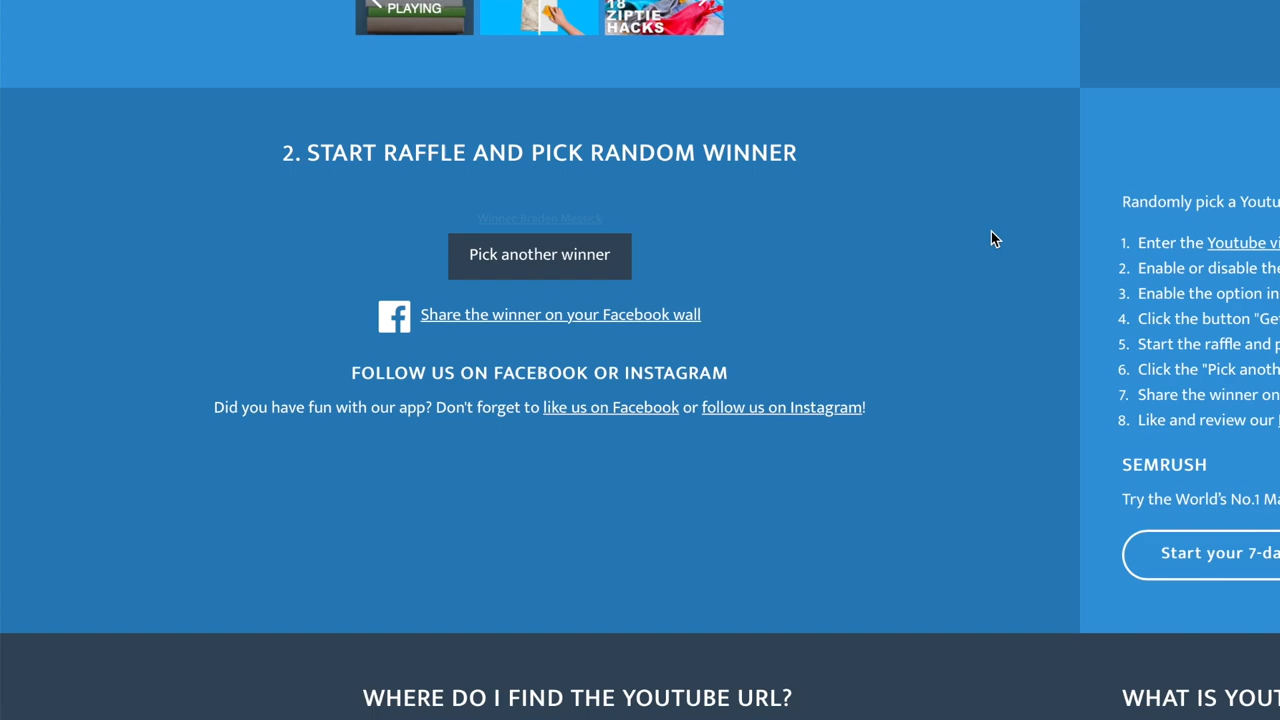 PLAYING
18
ZIPTIE
HACKS
2. START RAFFLE AND PICK RANDOM WINNER
Winner Braden Messick
Pick another winner
Share the winner on your Facebook wall
FOLLOW US ON FACEBOOK OR INSTAGRAM
Did you have fun with our app? Don't forget to like us on Facebook or follow us on Instagram!
Randomly pick a Youtu
1. Enter the Youtube vi
2. Enable or disable the
3. Enable the option in
4. Click the button "Get
5. Start the raffle and p
6. Click the "Pick anoth
7. Share the winner on
8. Like and review our
SEMRUSH
Try the World's No.1 Ma
Start your 7-da
WHERE DO I FIND THE YOUTUBE URL?
WHAT IS YOUT